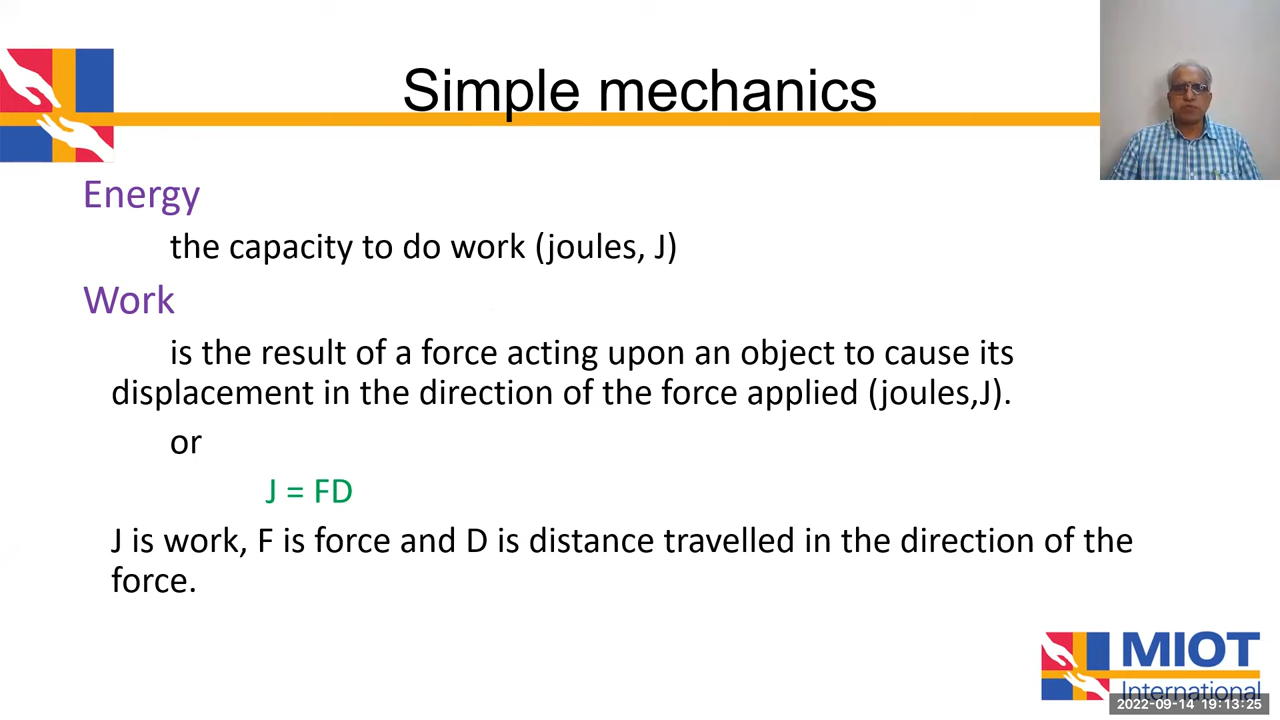 Simple mechanics
Energy
the capacity to do work (joules, J)
Work
is the result of a force acting upon an object to cause its
displacement in the direction of the force applied (joules,J).
or
J = FD
J is work, F is force and D is distance travelled in the direction of the
force.
MIOT
International
2022-09-14 19:13:25